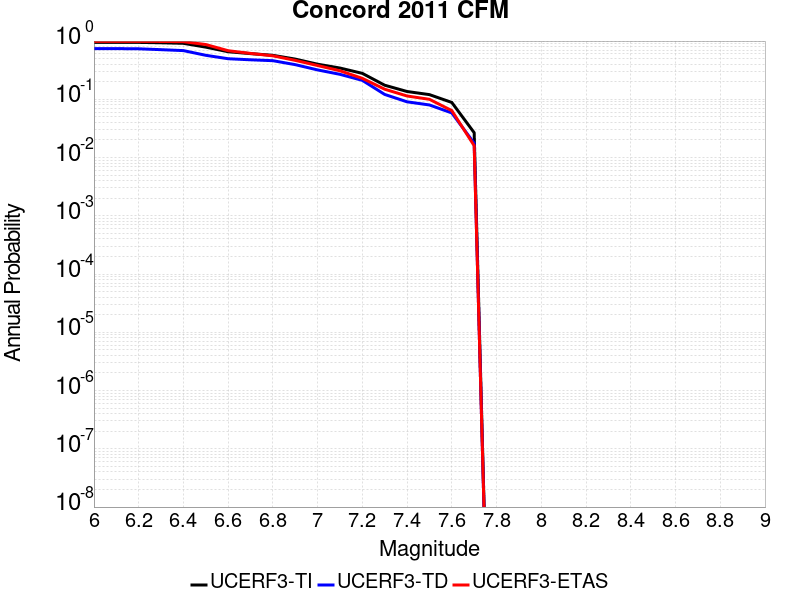 Concord 2011 CFM
Annual Probability
10^0
10^-1
10^-2
10^-3
10^-4
10^-5
10^-6
10^-7
10^-8
6 6.2 6.4 6.6 6.8 7 7.2 7.4 7.6 7.8 8 8.2 8.4 8.6 8.8 9
Magnitude
UCERF3-TI UCERF3-TD UCERF3-ETAS